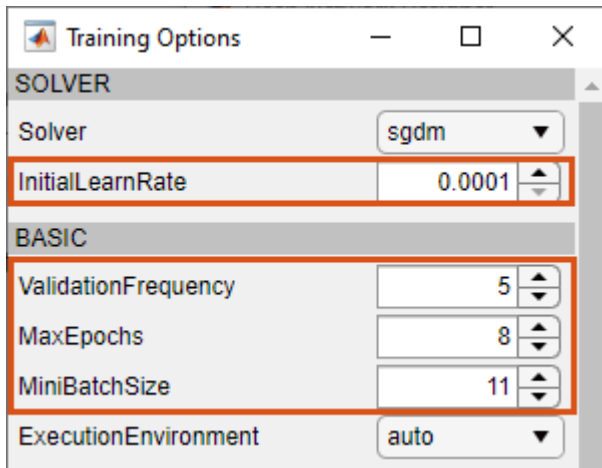 Training Options
SOLVER
Solver sgdm
InitialLearnRate 0.0001
BASIC
ValidationFrequency 5
MaxEpochs 8
MiniBatchSize 11
ExecutionEnvironment auto